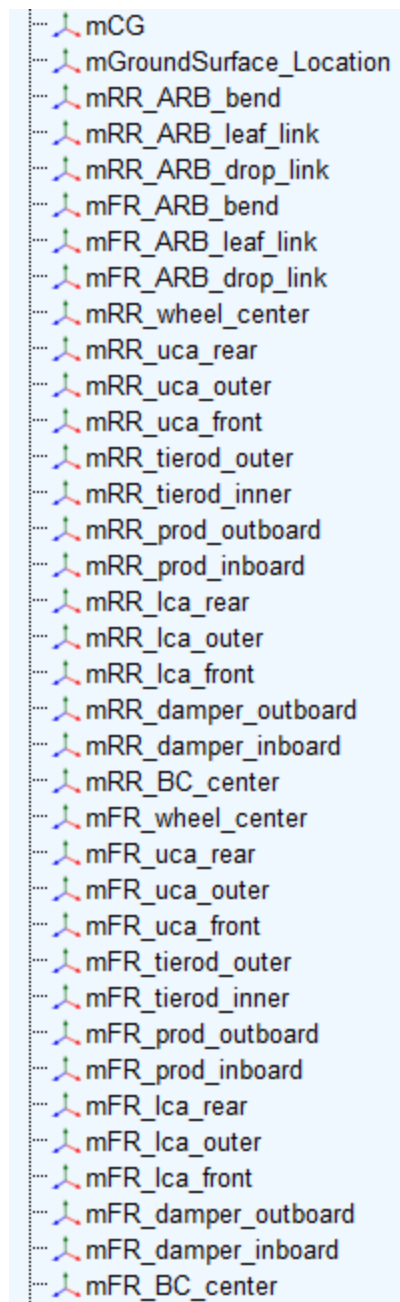 mCG
mGroundSurface_Location
mRR_ARB_bend
mRR_ARB_leaf_link
mRR_ARB_drop_link
mFR_ARB_bend
mFR_ARB_leaf_link
mFR_ARB_drop_link
mRR_wheel_center
mRR_uca_rear
mRR_uca_outer
mRR_uca_front
mRR_tierod_outer
mRR_tierod_inner
mRR_prod_outboard
mRR_prod_inboard
mRR_lca_rear
mRR_lca_outer
mRR_lca_front
mRR_damper_outboard
mRR_damper_inboard
mRR_BC_center
mFR_wheel_center
mFR_uca_rear
mFR_uca_outer
mFR_uca_front
mFR_tierod_outer
mFR_tierod_inner
mFR_prod_outboard
mFR_prod_inboard
mFR_lca_rear
mFR_lca_outer
mFR_lca_front
mFR_damper_outboard
mFR_damper_inboard
mFR_BC_center